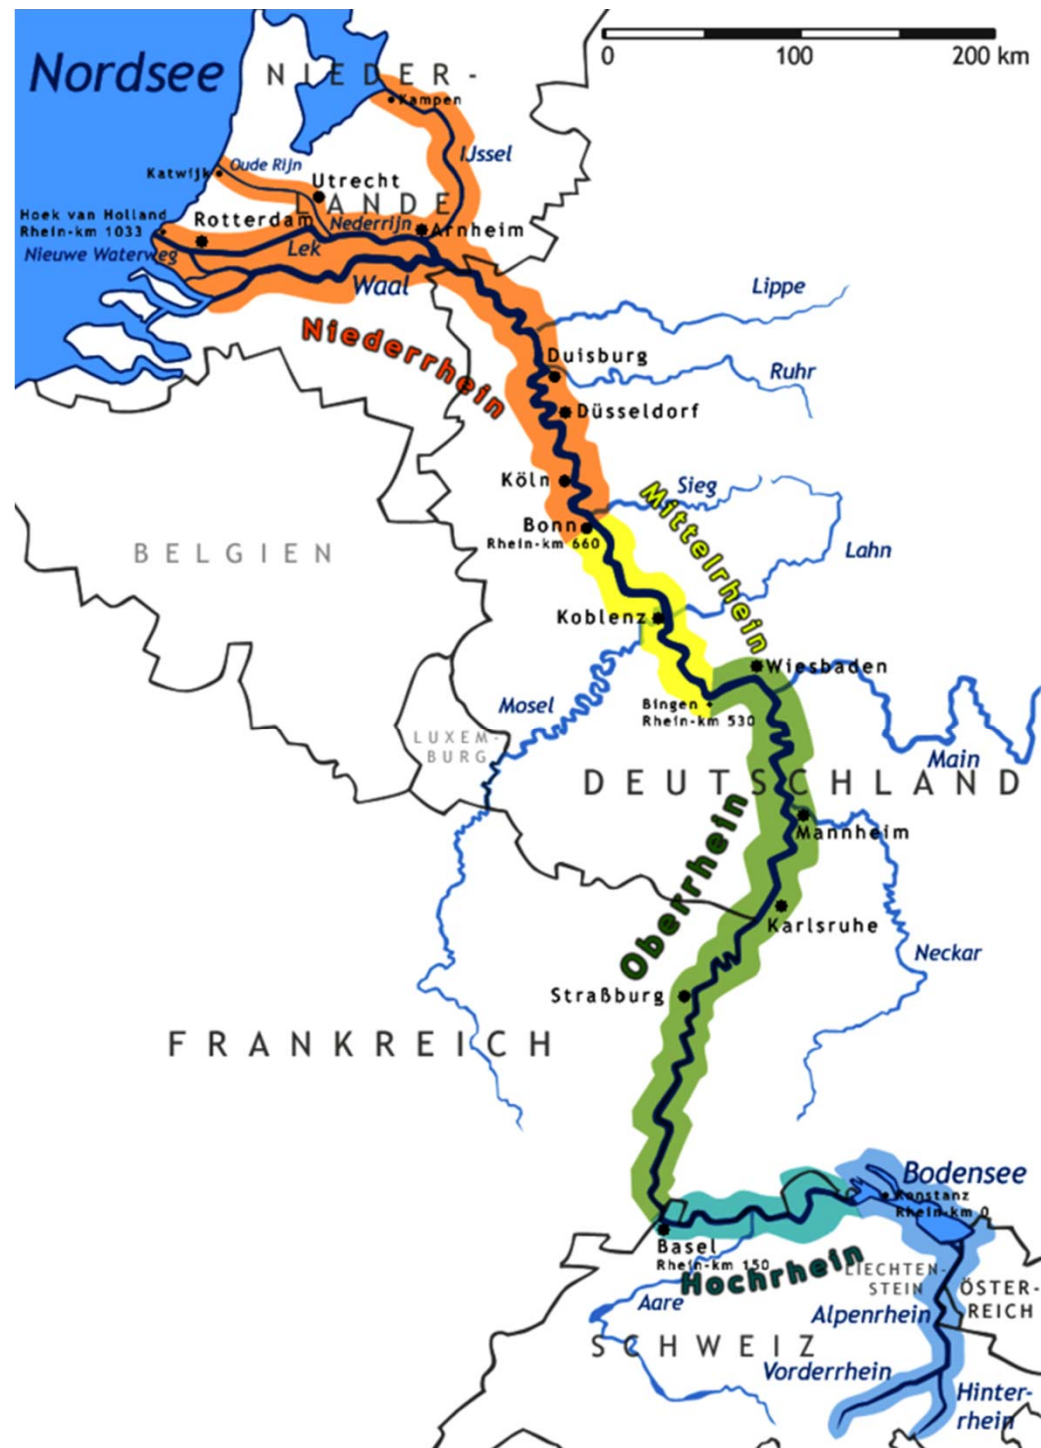 0 100 200 km
Nordsee
NIEDER-
Kampen
IJssel
Katwijk
Oude Rijn
Utrecht
LANDE
Hoek van Holland
Rhein-km 1033
Rotterdam
Nederrijn
Arnheim
Nieuwe Waterweg
Lek
Waal
Lippe
Niederrhein
Duisburg
Ruhr
Düsseldorf
Köln
Sieg
Mittelrhein
Bonn
Rhein-km 660
BELGIEN
Lahn
Koblenz
Wiesbaden
Mosel
Bingen
Rhein-km 530
LUXEM-
BURG
Main
DEUTSCHLAND
Mannheim
Oberrhein
Karlsruhe
Neckar
Straßburg
FRANKREICH
Bodensee
Konstanz
Rhein-km 0
Basel
Rhein-km 150
Hochrhein
LIECHTEN-
STEIN
ÖSTER-
REICH
Aare
Alpenrhein
SCHWEIZ
Vorderrhein
Hinter-
rhein